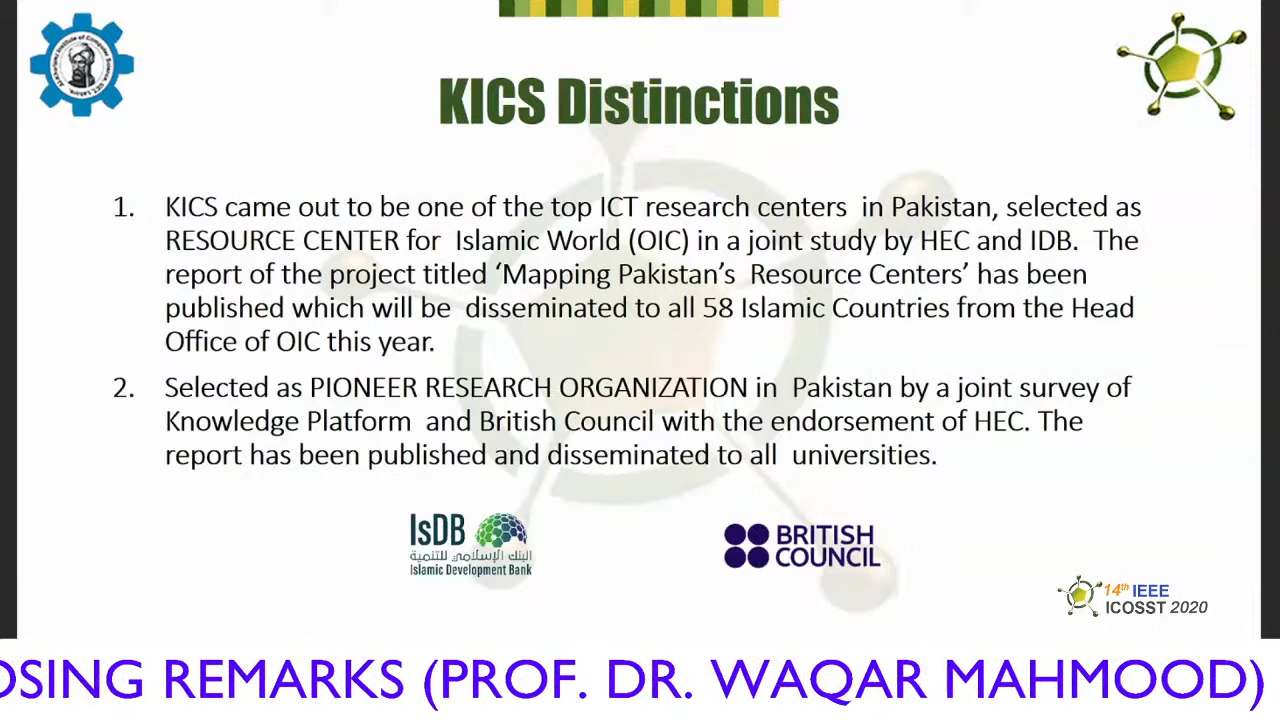 KICS Distinctions
1. KICS came out to be one of the top ICT research centers in Pakistan, selected as
RESOURCE CENTER for Islamic World (OIC) in a joint study by HEC and IDB. The
report of the project titled ‘Mapping Pakistan’s Resource Centers’ has been
published which will be disseminated to all 58 Islamic Countries from the Head
Office of OIC this year.
2. Selected as PIONEER RESEARCH ORGANIZATION in Pakistan by a joint survey of
Knowledge Platform and British Council with the endorsement of HEC. The
report has been published and disseminated to all universities.
IsDB
البنك الإسلامي للتنمية
Islamic Development Bank
BRITISH
COUNCIL
14th IEEE
ICOSST 2020
OSING REMARKS (PROF. DR. WAQAR MAHMOOD)